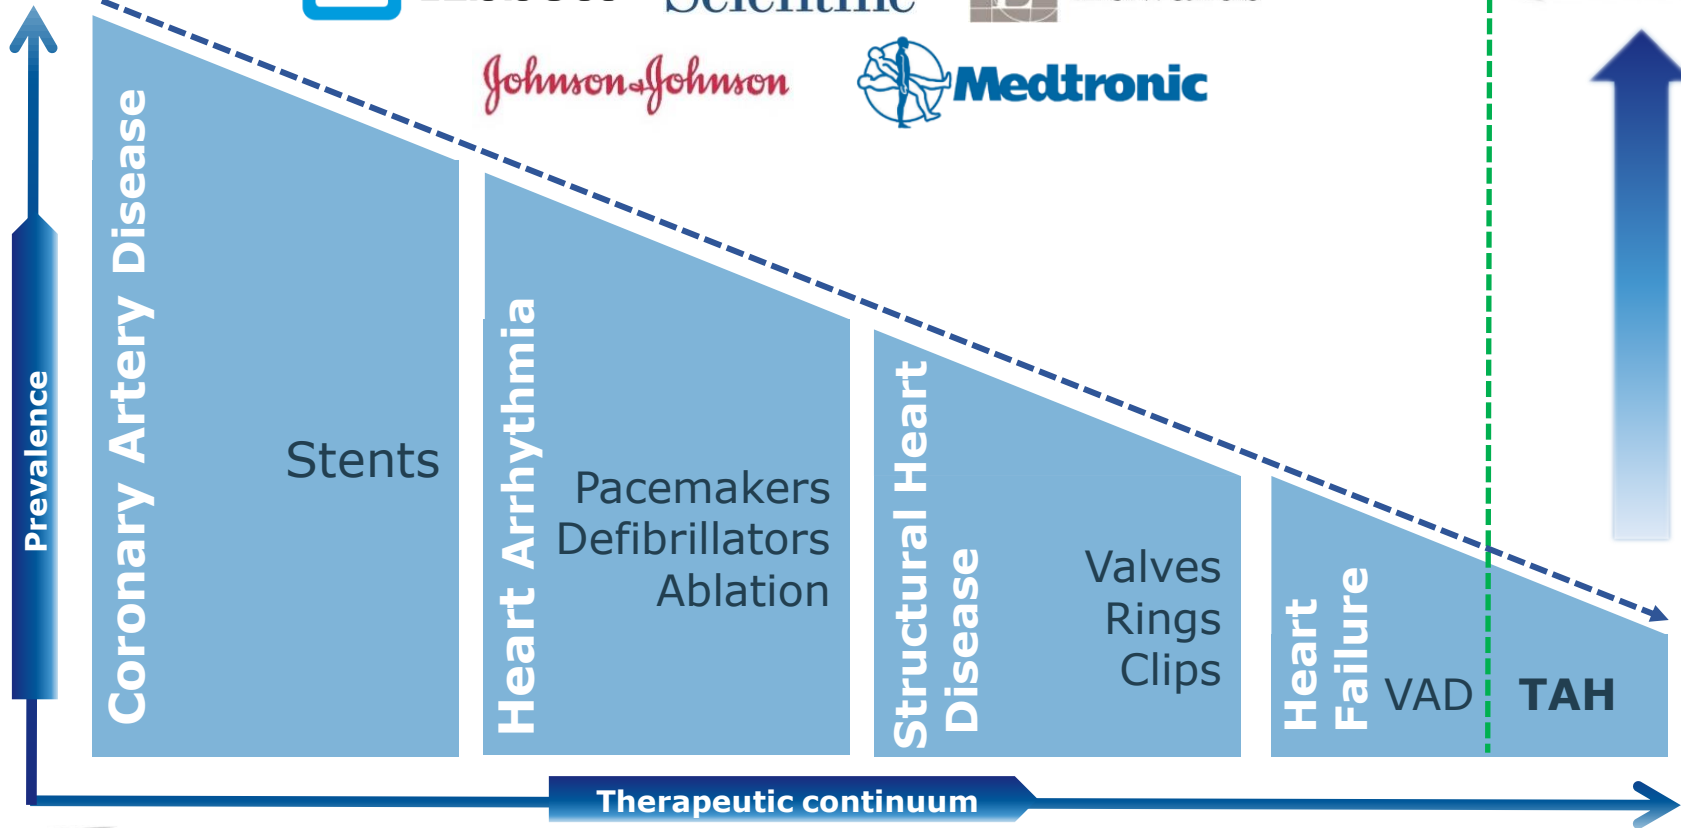 Scientific
Johnson&Johnson
Medtronic
Prevalence
Coronary Artery Disease
Stents
Heart Arrhythmia
Pacemakers
Defibrillators
Ablation
Structural Heart
Disease
Valves
Rings
Clips
Heart
Failure
VAD
TAH
Therapeutic continuum